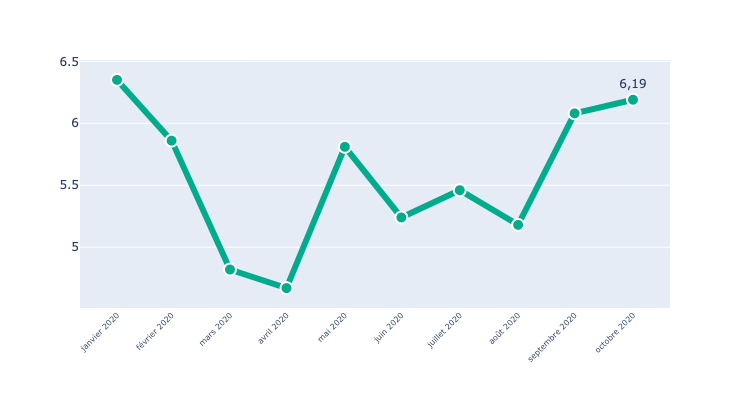 6.5
6,19
6
5.5
5
janvier 2020
février 2020
mars 2020
avril 2020
mai 2020
juin 2020
juillet 2020
août 2020
septembre 2020
octobre 2020